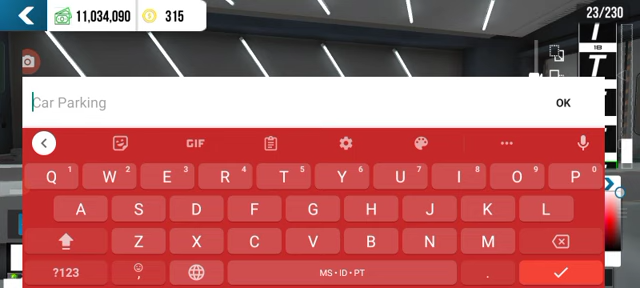 11,034,090 315 23/230
18
T
Car Parking OK
GIF
Q 1 W 2 E 3 R 4 T 5 Y 6 U 7 I 8 O 9 P 0
A S D F G H J K L
Z X C V B N M
?123 , MS • ID • PT .